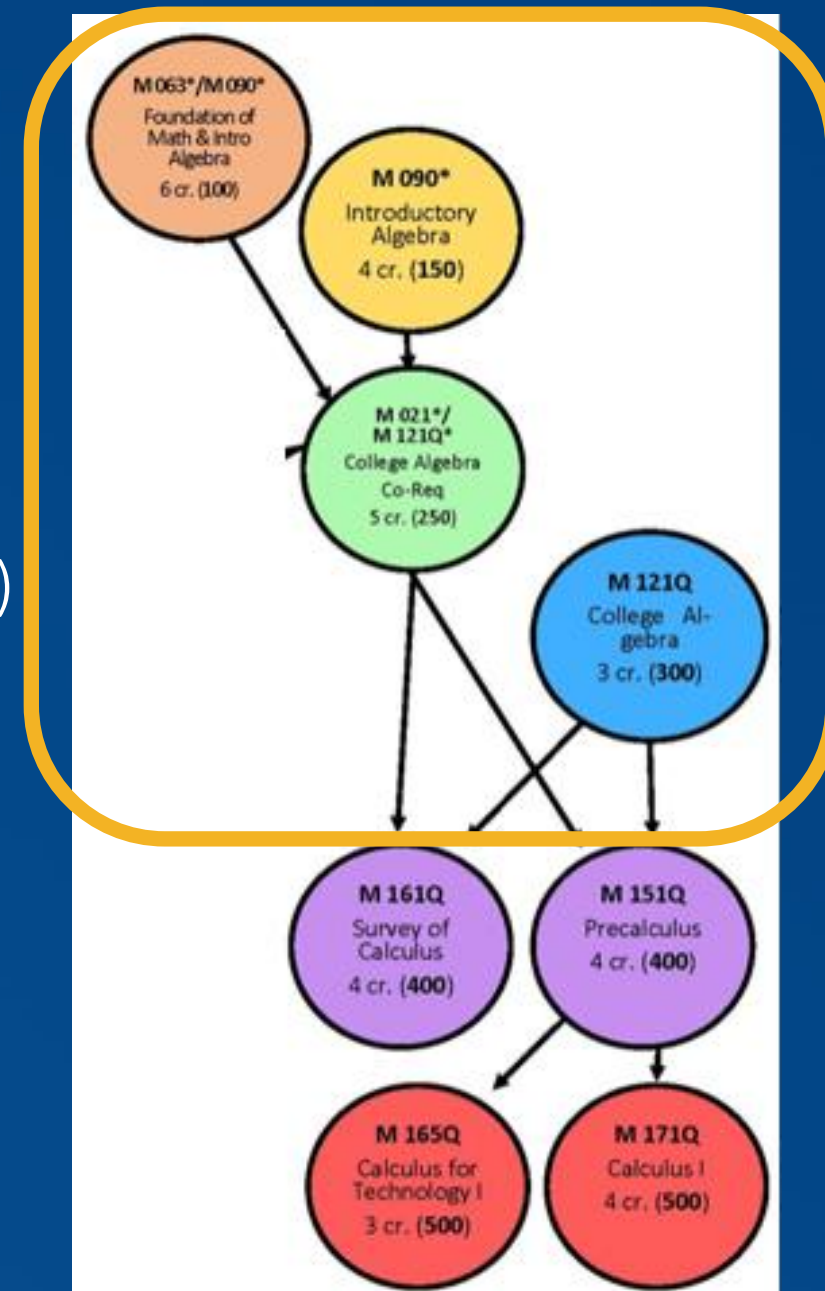 M 063*/M 090*
Foundation of
Math & Intro
Algebra
6 cr. (100)
M 090*
Introductory
Algebra
4 cr. (150)
M 021*/
M 121Q*
College Algebra
Co-Req
5 cr. (250)
)
M 121Q
College Al-
gebra
3 cr. (300)
M 161Q
Survey of
Calculus
4 cr. (400)
M 151Q
Precalculus
4 cr. (400)
M 165Q
Calculus for
Technology I
3 cr. (500)
M 171Q
Calculus I
4 cr. (500)